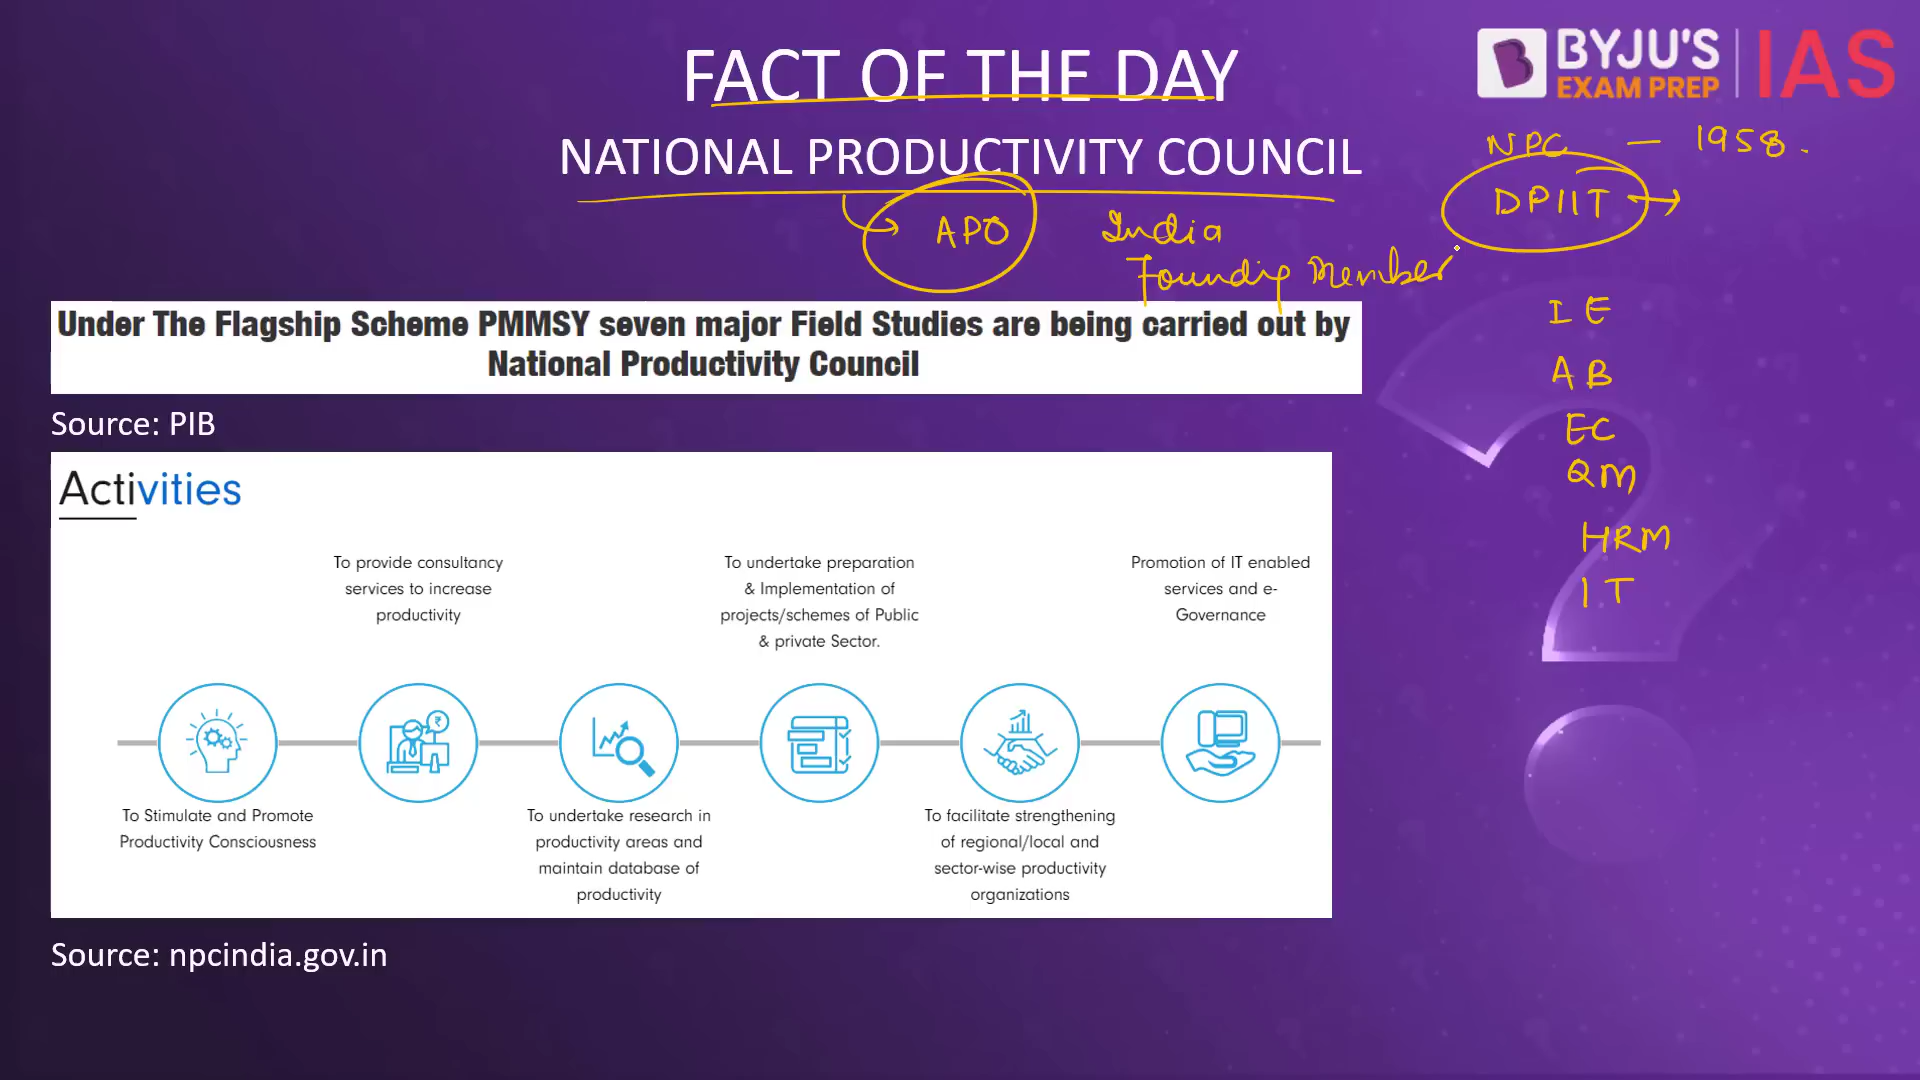 FACT OF THE DAY
BYJU'S
EXAM PREP
IAS
NATIONAL PRODUCTIVITY COUNCIL
NPC — 1958.
DPIIT →
APO
India
Founding Member
Under The Flagship Scheme PMMSY seven major Field Studies are being carried out by
National Productivity Council
Source: PIB
I E
A B
EC
QM
HRM
IT
Activities
To Stimulate and Promote
Productivity Consciousness
To provide consultancy
services to increase
productivity
To undertake research in
productivity areas and
maintain database of
productivity
To undertake preparation
& Implementation of
projects/schemes of Public
& private Sector.
To facilitate strengthening
of regional/local and
sector-wise productivity
organizations
Promotion of IT enabled
services and e-
Governance
Source: npcindia.gov.in